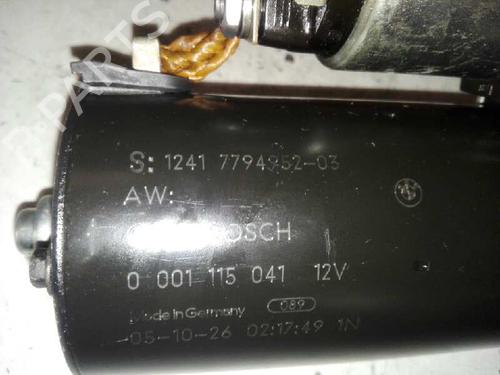 S: 1241 7794952-03
AW:
BOSCH
0 001 115 041 12V
Made in Germany 089
05-10-26 02:17:49 1N